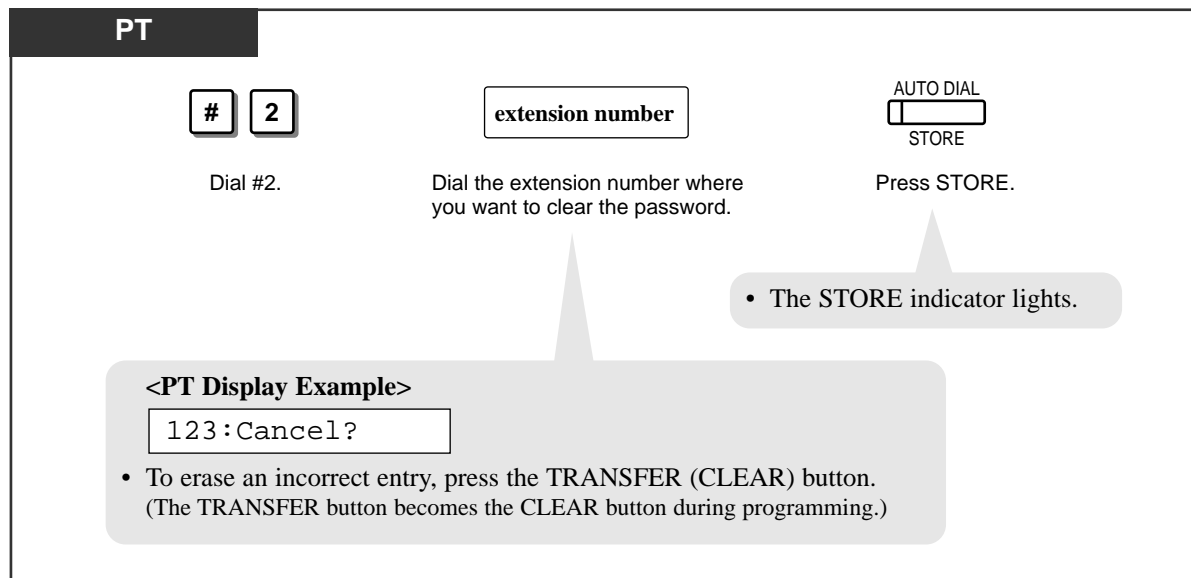 PT
# 2
extension number
AUTO DIAL
STORE
Dial #2.
Dial the extension number where
you want to clear the password.
Press STORE.
• The STORE indicator lights.
<PT Display Example>
123:Cancel?
• To erase an incorrect entry, press the TRANSFER (CLEAR) button.
(The TRANSFER button becomes the CLEAR button during programming.)